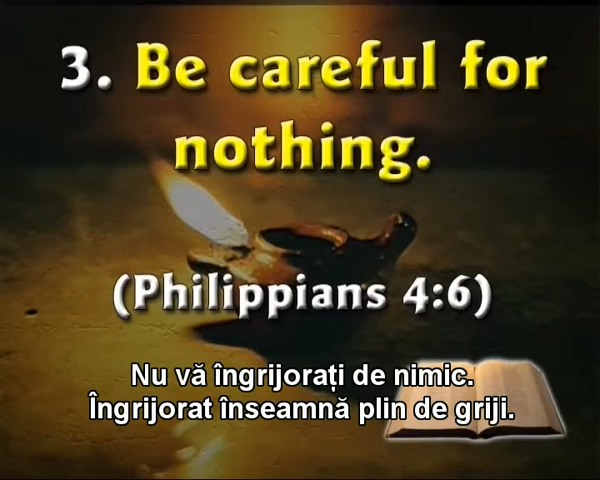 3. Be careful for
nothing.
(Philippians 4:6)
Nu vă îngrijorați de nimic.
Îngrijorat înseamnă plin de griji.